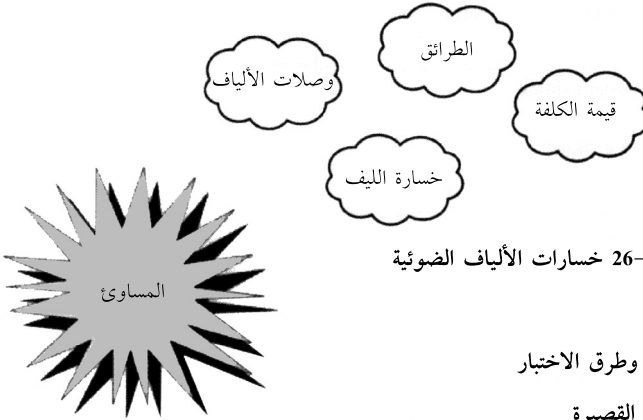 الطرائق
وصلات الألياف
قيمة الكلفة
خسارة الليف
-26 خسارات الألياف الضوئية
المساوئ
وطرق الاختبار
القصيرة